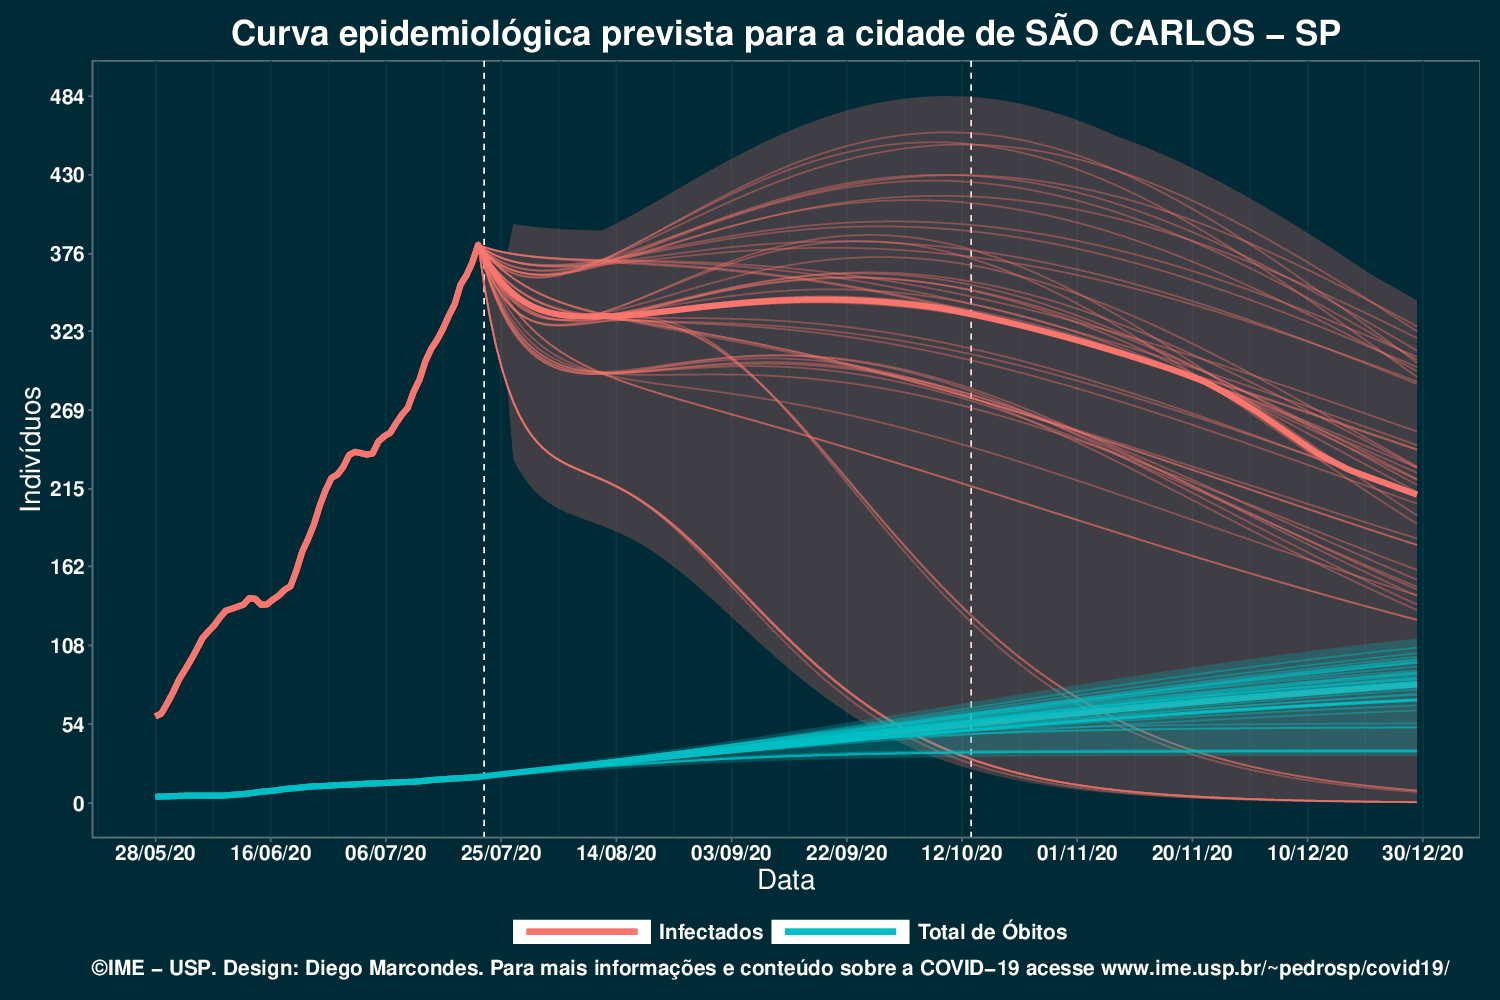 Curva epidemiológica prevista para a cidade de SÃO CARLOS – SP
Indivíduos
484
430
376
323
269
215
162
108
54
0
28/05/20 16/06/20 06/07/20 25/07/20 14/08/20 03/09/20 22/09/20 12/10/20 01/11/20 20/11/20 10/12/20 30/12/20
Data
Infectados Total de Óbitos
©IME – USP. Design: Diego Marcondes. Para mais informações e conteúdo sobre a COVID–19 acesse www.ime.usp.br/~pedrosp/covid19/